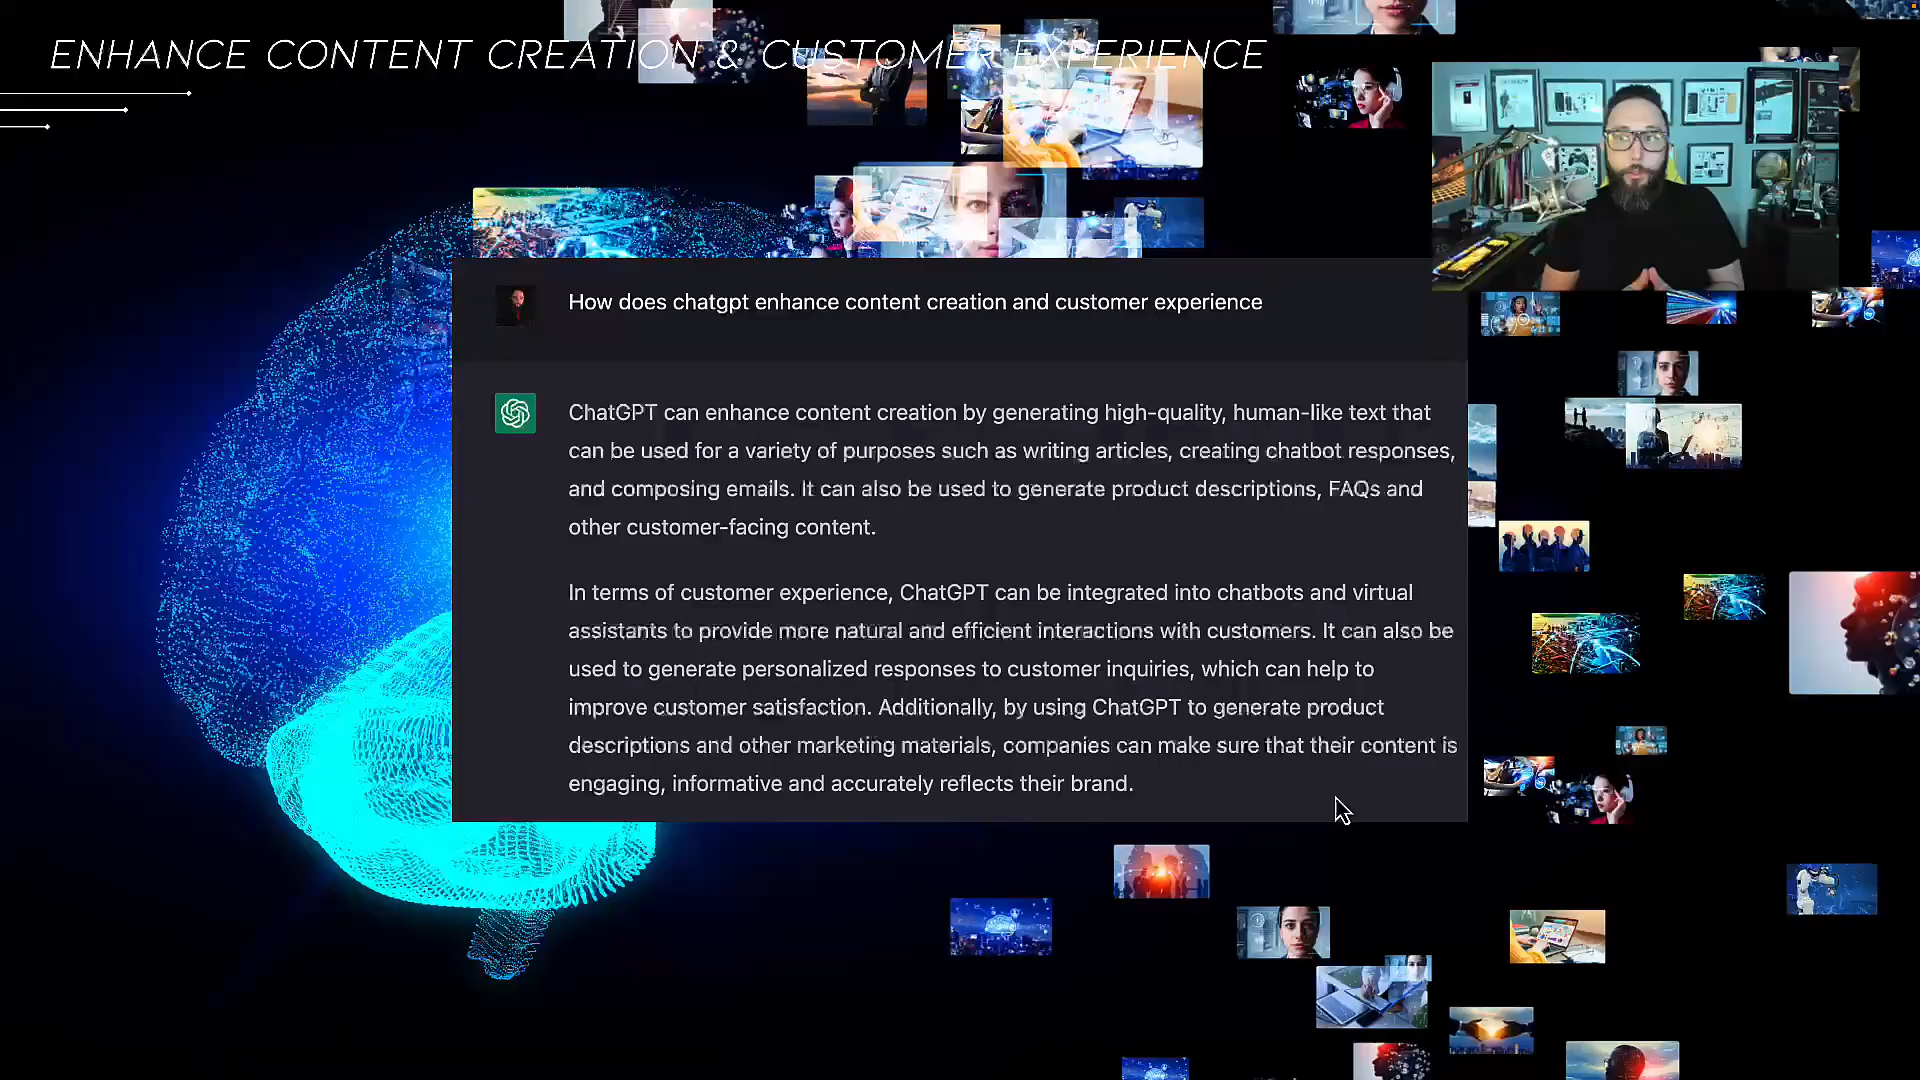 ENHANCE CONTENT CREATION & CUSTOMER EXPERIENCE
How does chatgpt enhance content creation and customer experience
ChatGPT can enhance content creation by generating high-quality, human-like text that
can be used for a variety of purposes such as writing articles, creating chatbot responses,
and composing emails. It can also be used to generate product descriptions, FAQs and
other customer-facing content.
In terms of customer experience, ChatGPT can be integrated into chatbots and virtual
assistants to provide more natural and efficient interactions with customers. It can also be
used to generate personalized responses to customer inquiries, which can help to
improve customer satisfaction. Additionally, by using ChatGPT to generate product
descriptions and other marketing materials, companies can make sure that their content is
engaging, informative and accurately reflects their brand.